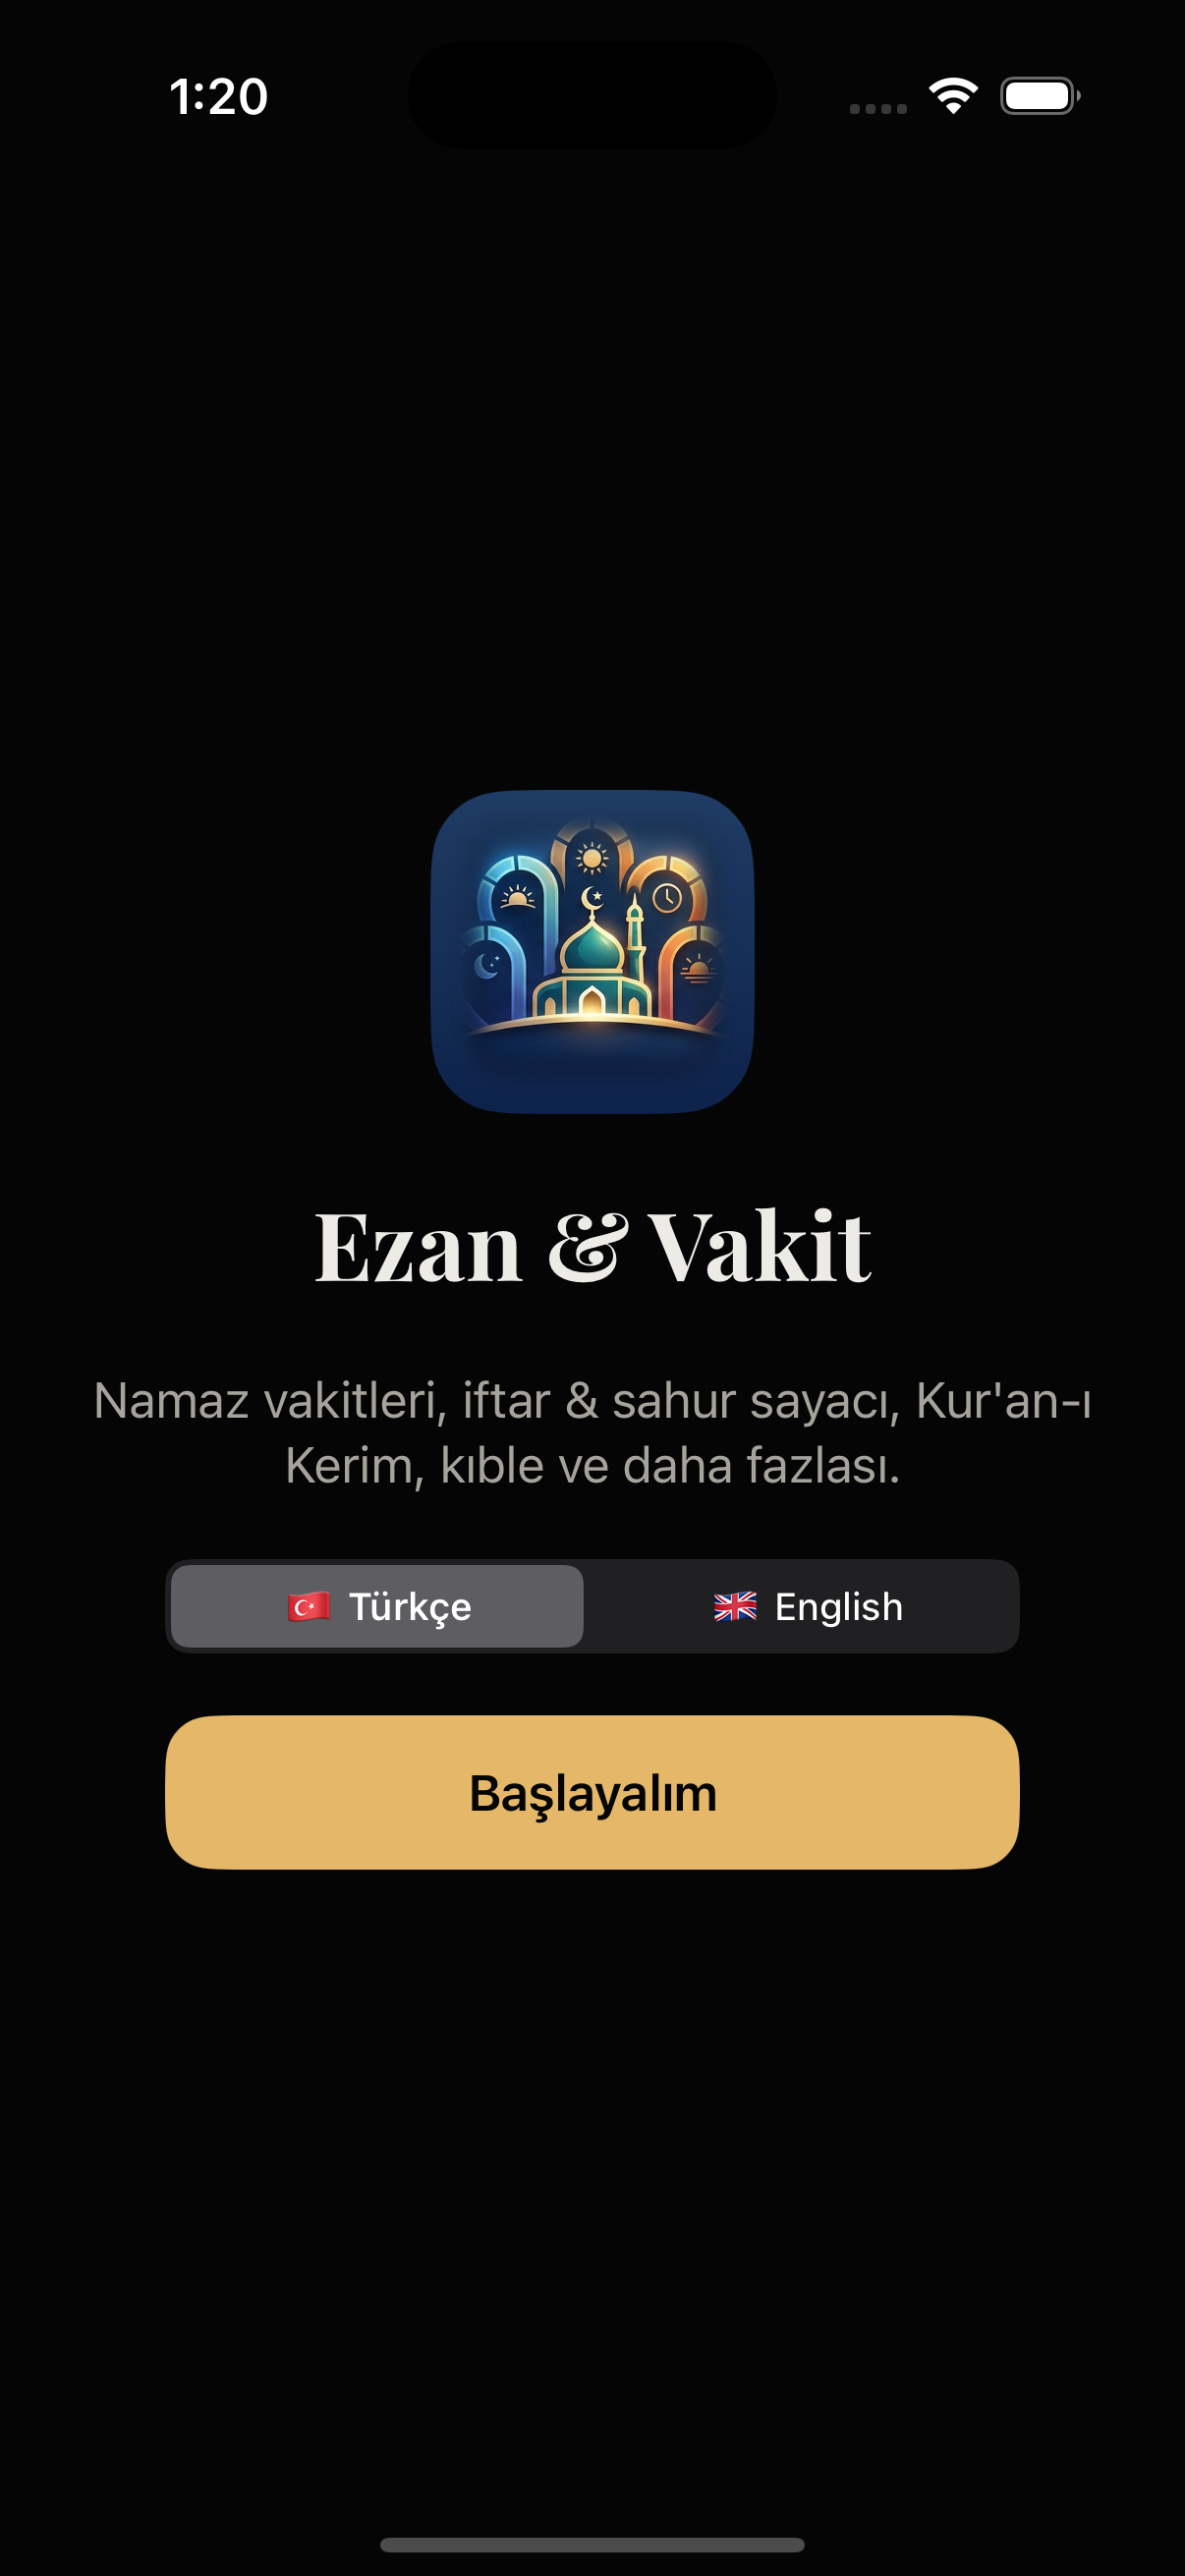 1:20
Ezan & Vakit
Namaz vakitleri, iftar & sahur sayacı, Kur'an-ı
Kerim, kıble ve daha fazlası.
Türkçe
English
Başlayalım